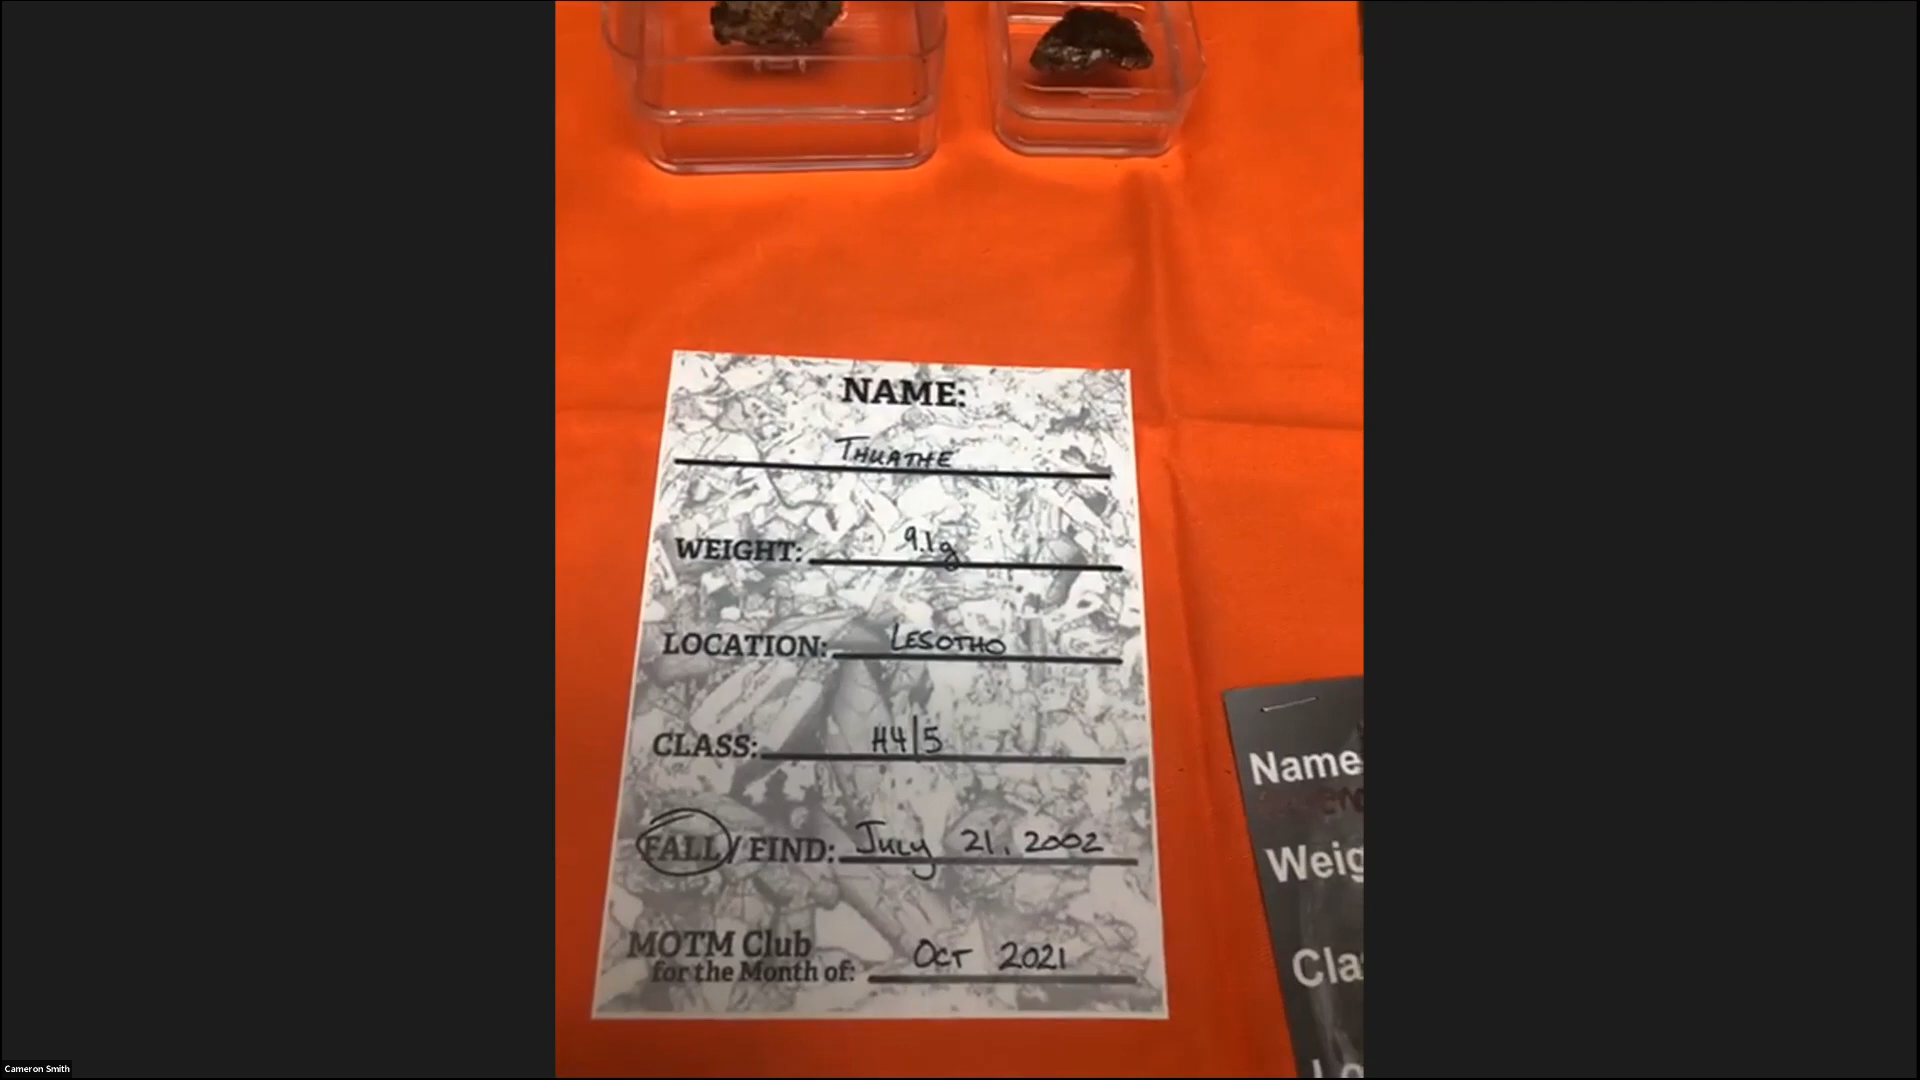 NAME:
THUATHE
WEIGHT: 9.1g
LOCATION: LESOTHO
CLASS: H4/5
FALL / FIND: July 21, 2002
MOTM Club
for the Month of: Oct 2021
Name
Weig
Cla
Lo
Cameron Smith